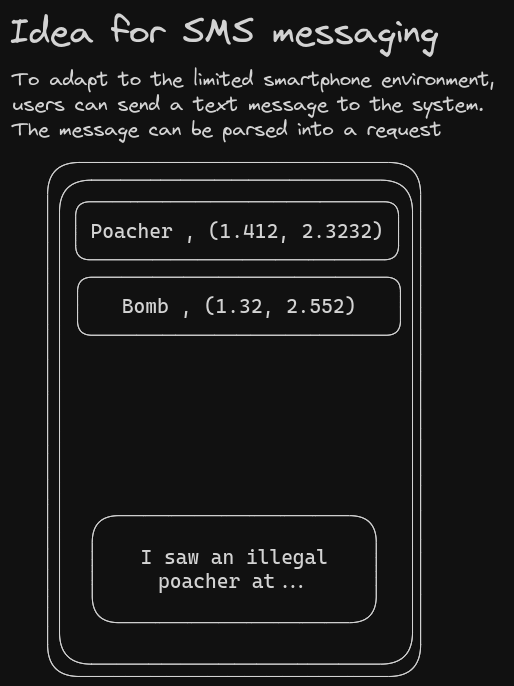 Idea for SMS messaging
To adapt to the limited smartphone environment,
users can send a text message to the system.
The message can be parsed into a request
Poacher , (1.412, 2.3232)
Bomb , (1.32, 2.552)
I saw an illegal
poacher at...